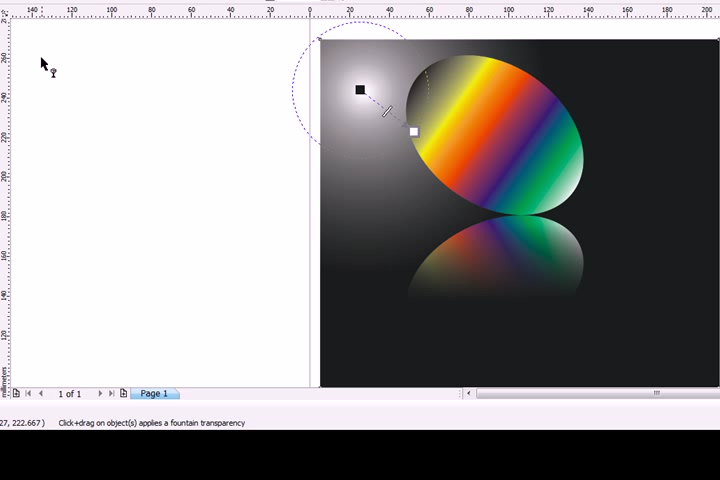 140 120 100 80 60 40 20 0 20 40 60 80 100 120 140 160 180 200
260
240
220
200
180
160
140
120
millimeters
1 of 1 Page 1
27, 222.667 ) Click+drag on object(s) applies a fountain transparency